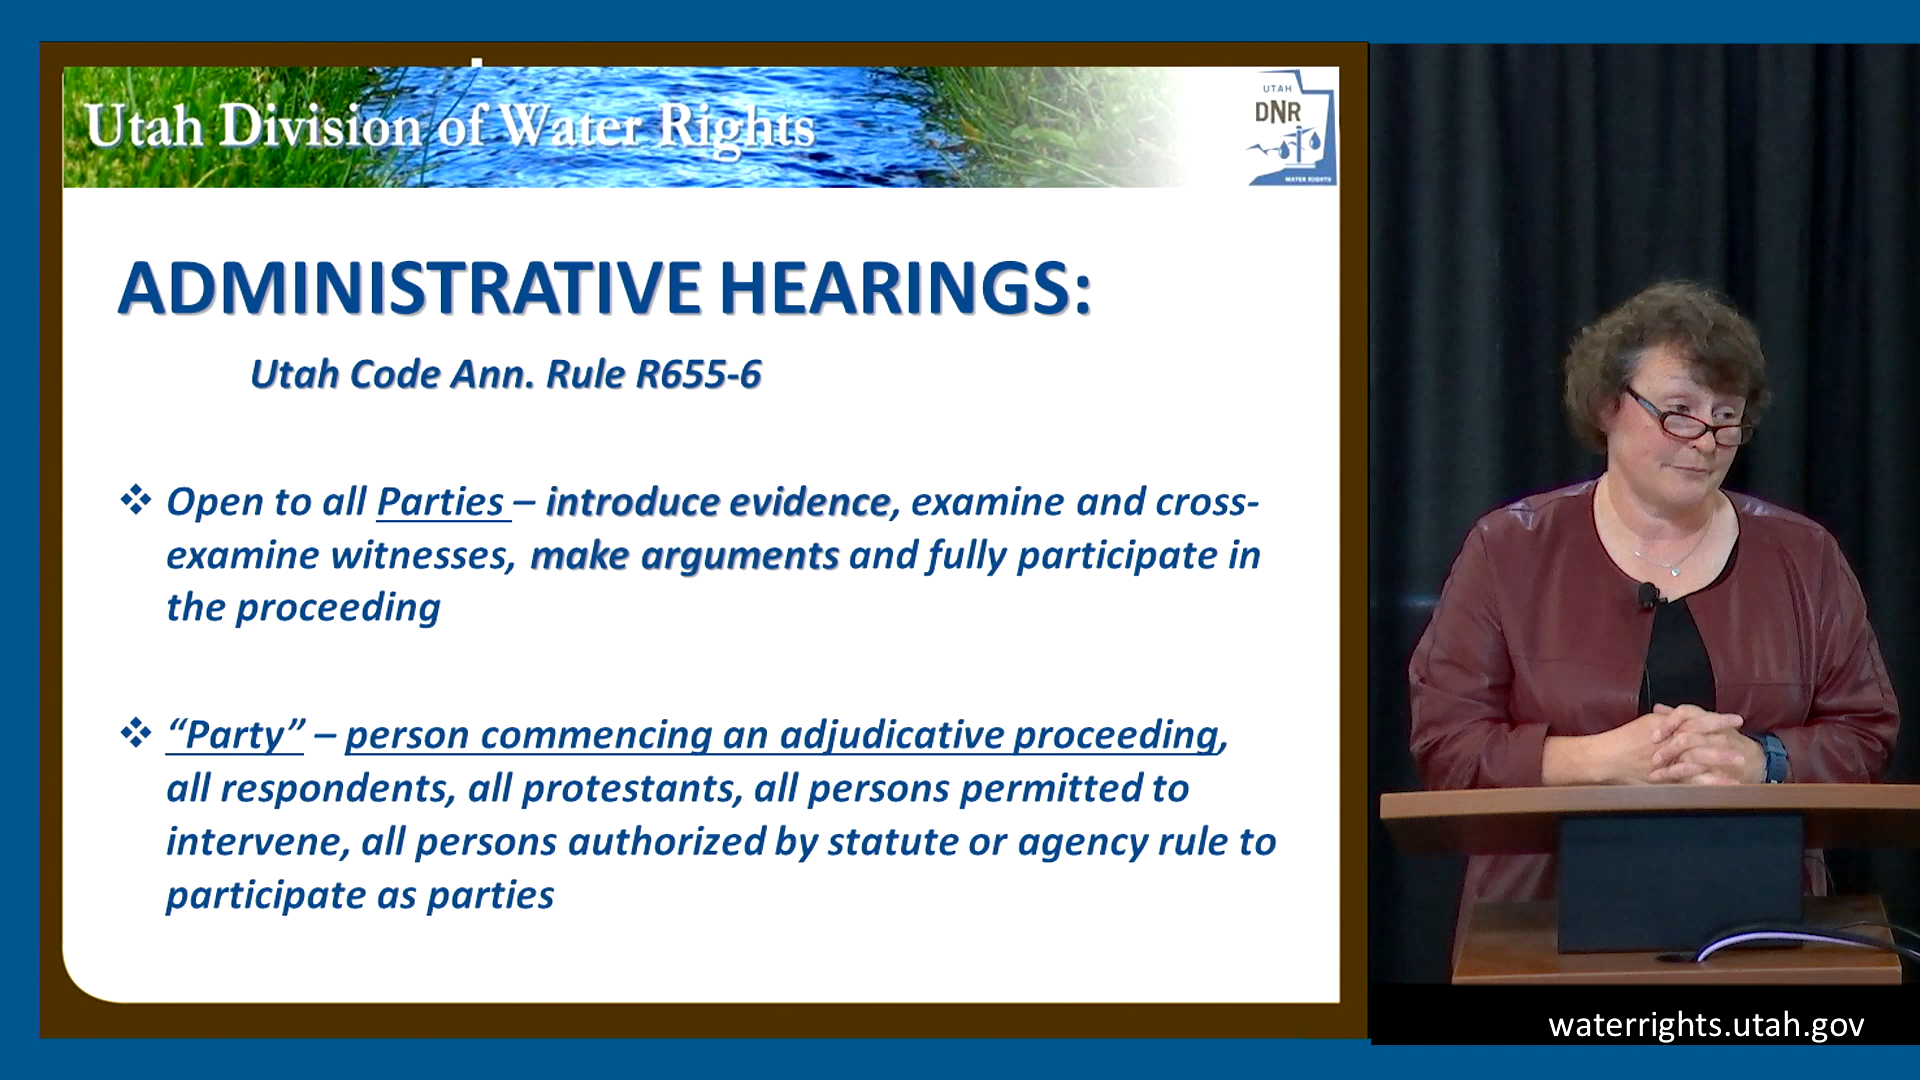 Utah Division of Water Rights
UTAH
DNR
WATER RIGHTS
ADMINISTRATIVE HEARINGS:
Utah Code Ann. Rule R655-6
❖ Open to all Parties – introduce evidence, examine and cross-
examine witnesses, make arguments and fully participate in
the proceeding
❖ “Party” – person commencing an adjudicative proceeding,
all respondents, all protestants, all persons permitted to
intervene, all persons authorized by statute or agency rule to
participate as parties
waterrights.utah.gov